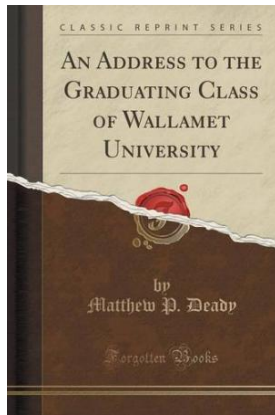 CLASSIC REPRINT SERIES
AN ADDRESS TO THE
GRADUATING CLASS
OF WALLAMET
UNIVERSITY
by
Matthew P. Deady
Forgotten Books